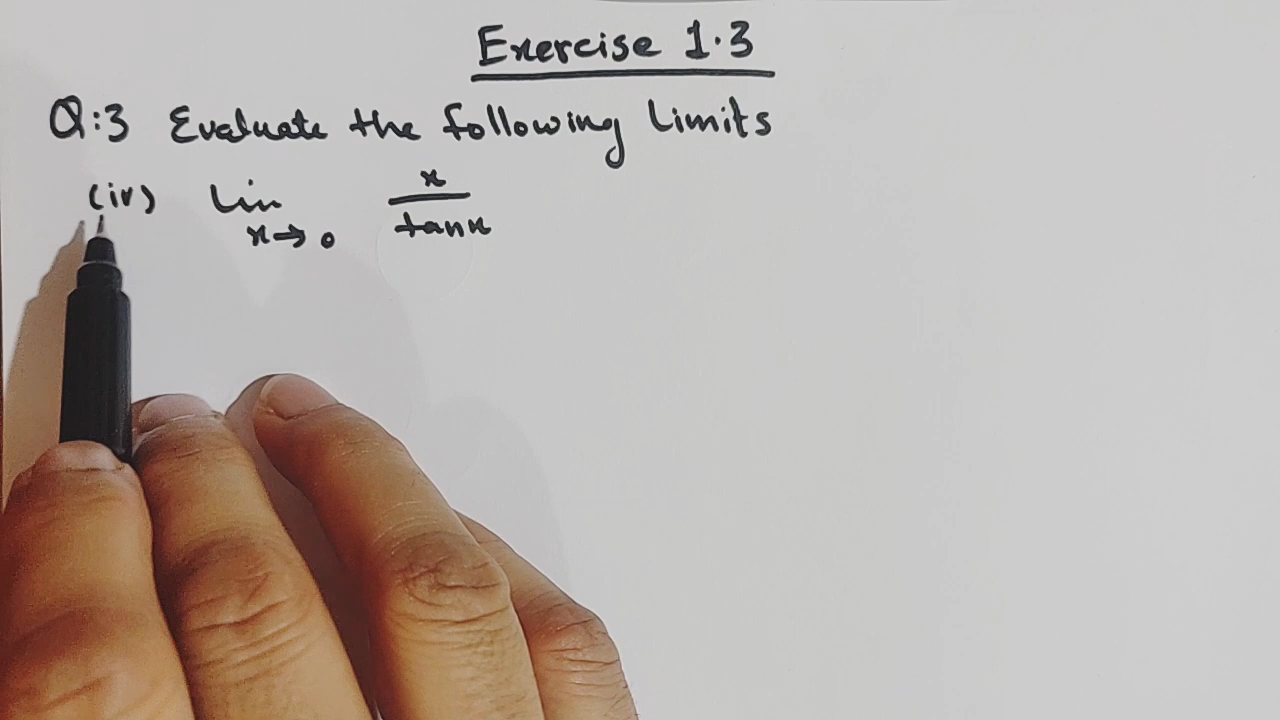 Exercise 1.3
Q:3 Evaluate the following Limits
(iv) Lim x→0 x/tanx